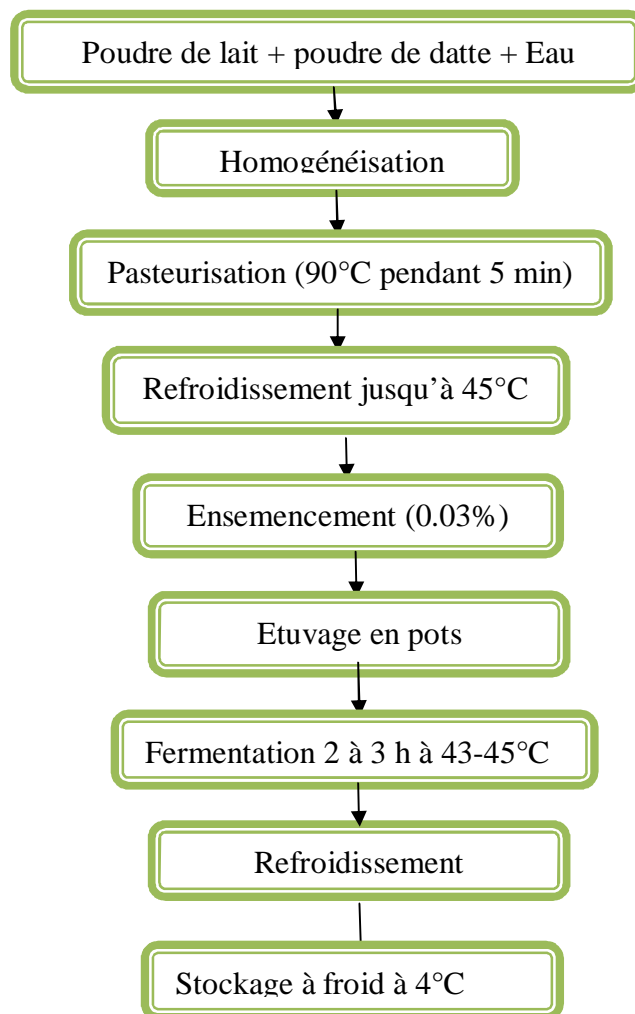 Poudre de lait + poudre de datte + Eau
Homogénéisation
Pasteurisation (90°C pendant 5 min)
Refroidissement jusqu’à 45°C
Ensemencement (0.03%)
Etuvage en pots
Fermentation 2 à 3 h à 43-45°C
Refroidissement
Stockage à froid à 4°C